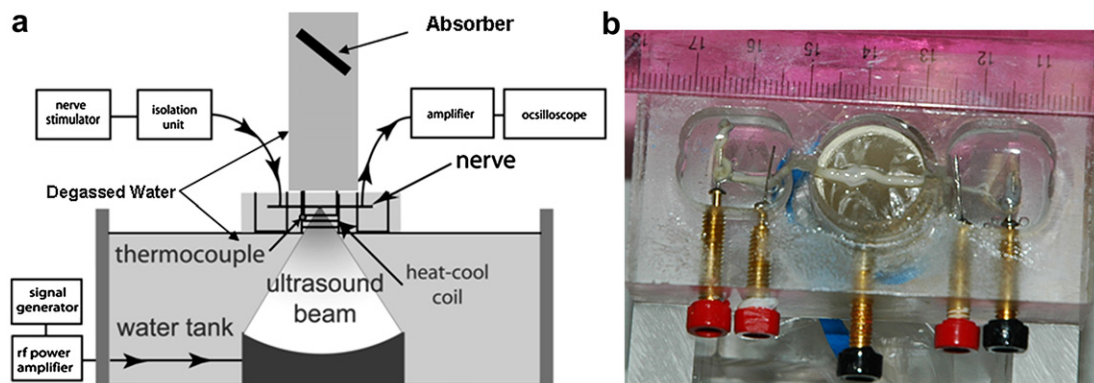 a
b
Absorber
nerve
stimulator
isolation
unit
amplifier
ocsilloscope
nerve
Degassed Water
thermocouple
heat-cool
coil
ultrasound
beam
signal
generator
water tank
rf power
amplifier
18 17 16 15 14 13 12 11